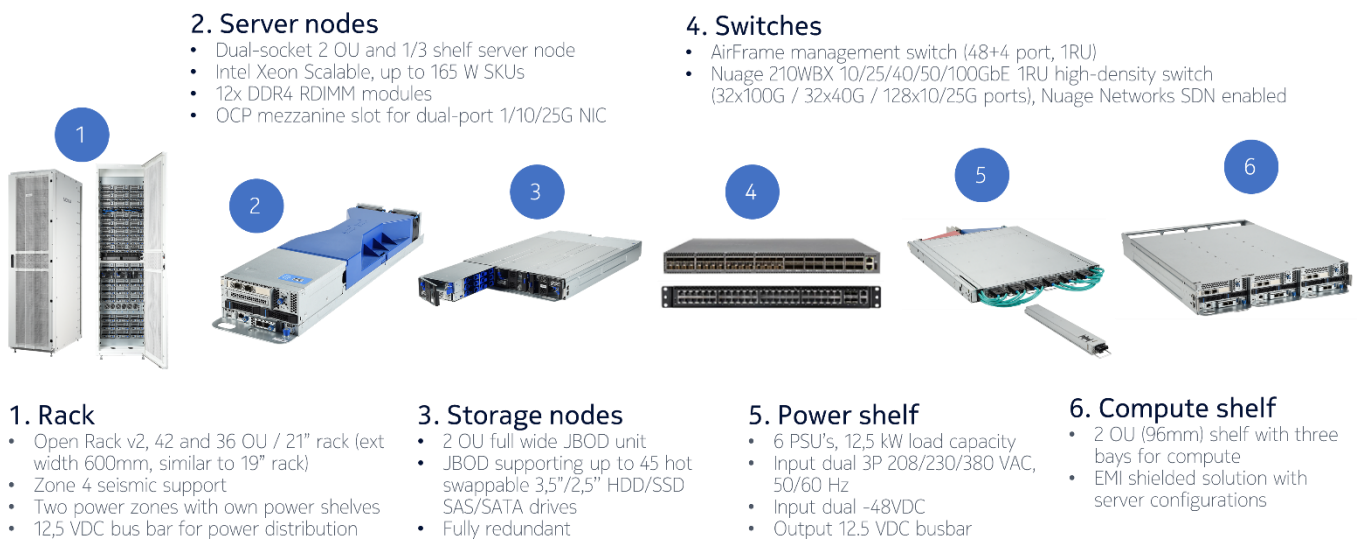 2. Server nodes
• Dual-socket 2 OU and 1/3 shelf server node
• Intel Xeon Scalable, up to 165 W SKUs
• 12x DDR4 RDIMM modules
• OCP mezzanine slot for dual-port 1/10/25G NIC
4. Switches
• AirFrame management switch (48+4 port, 1RU)
• Nuage 210WBX 10/25/40/50/100GbE 1RU high-density switch
(32x100G / 32x40G / 128x10/25G ports), Nuage Networks SDN enabled
1
2
3
4
5
6
1. Rack
• Open Rack v2, 42 and 36 OU / 21” rack (ext
width 600mm, similar to 19” rack)
• Zone 4 seismic support
• Two power zones with own power shelves
• 12,5 VDC bus bar for power distribution
3. Storage nodes
• 2 OU full wide JBOD unit
• JBOD supporting up to 45 hot
swappable 3,5”/2,5” HDD/SSD
SAS/SATA drives
• Fully redundant
5. Power shelf
• 6 PSU’s, 12,5 kW load capacity
• Input dual 3P 208/230/380 VAC,
50/60 Hz
• Input dual -48VDC
• Output 12.5 VDC busbar
6. Compute shelf
• 2 OU (96mm) shelf with three
bays for compute
• EMI shielded solution with
server configurations